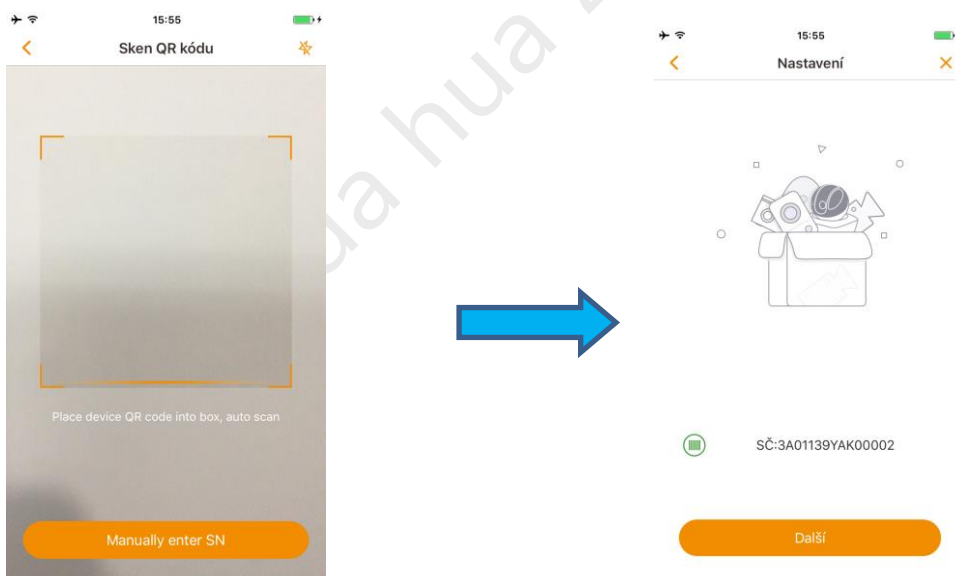 15:55
Sken QR kódu
Place device QR code into box, auto scan
Manually enter SN
15:55
Nastavení
SČ:3A01139YAK00002
Další